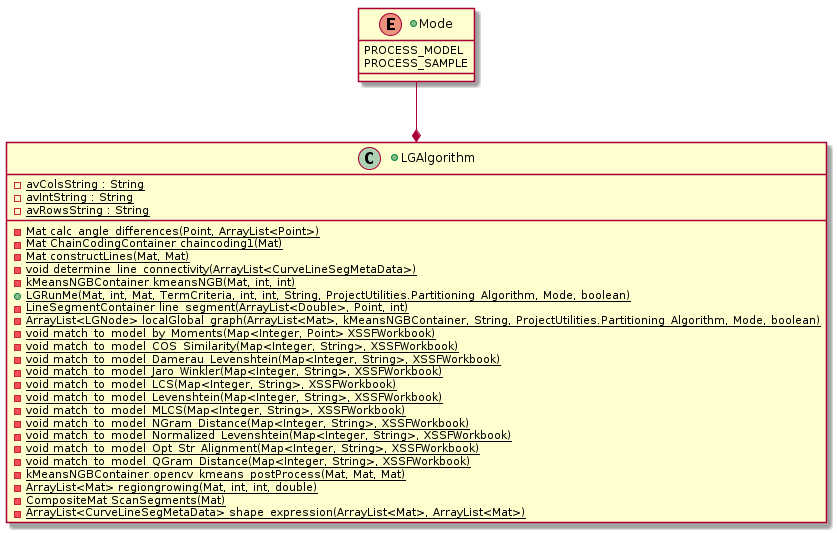 E Mode
PROCESS_MODEL
PROCESS_SAMPLE
C LGAlgorithm
avColsString : String
avIntString : String
avRowsString : String
Mat calc_angle_differences(Point, ArrayList<Point>)
Mat ChainCodingContainer chaincoding1(Mat)
Mat constructLines(Mat, Mat)
void determine_line_connectivity(ArrayList<CurveLineSegMetaData>)
kMeansNGBContainer kmeansNGB(Mat, int, int)
LGRunMe(Mat, int, Mat, TermCriteria, int, int, String, ProjectUtilities.Partitioning_Algorithm, Mode, boolean)
LineSegmentContainer line_segment(ArrayList<Double>, Point, int)
ArrayList<LGNode> localGlobal_graph(ArrayList<Mat>, kMeansNGBContainer, String, ProjectUtilities.Partitioning_Algorithm, Mode, boolean)
void match_to_model_by_Moments(Map<Integer, Point> XSSFWorkbook)
void match_to_model_COS_Similarity(Map<Integer, String>, XSSFWorkbook)
void match_to_model_Damerau_Levenshtein(Map<Integer, String>, XSSFWorkbook)
void match_to_model_Jaro_Winkler(Map<Integer, String>, XSSFWorkbook)
void match_to_model_LCS(Map<Integer, String>, XSSFWorkbook)
void match_to_model_Levenshtein(Map<Integer, String>, XSSFWorkbook)
void match_to_model_MLCS(Map<Integer, String>, XSSFWorkbook)
void match_to_model_NGram_Distance(Map<Integer, String>, XSSFWorkbook)
void match_to_model_Normalized_Levenshtein(Map<Integer, String>, XSSFWorkbook)
void match_to_model_Opt_Str_Alignment(Map<Integer, String>, XSSFWorkbook)
void match_to_model_QGram_Distance(Map<Integer, String>, XSSFWorkbook)
kMeansNGBContainer opencv_kmeans_postProcess(Mat, Mat, Mat)
ArrayList<Mat> regiongrowing(Mat, int, int, double)
CompositeMat ScanSegments(Mat)
ArrayList<CurveLineSegMetaData> shape_expression(ArrayList<Mat>, ArrayList<Mat>)